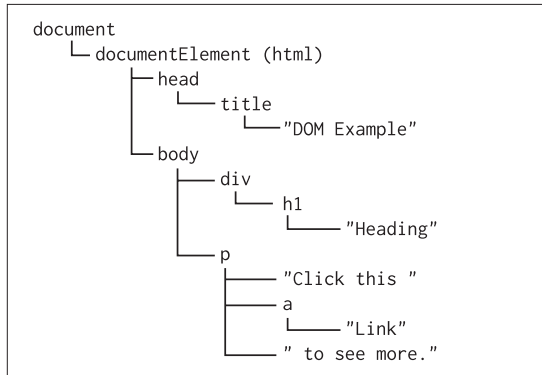 document
documentElement (html)
head
title
"DOM Example"
body
div
h1
"Heading"
p
"Click this "
a
"Link"
" to see more."